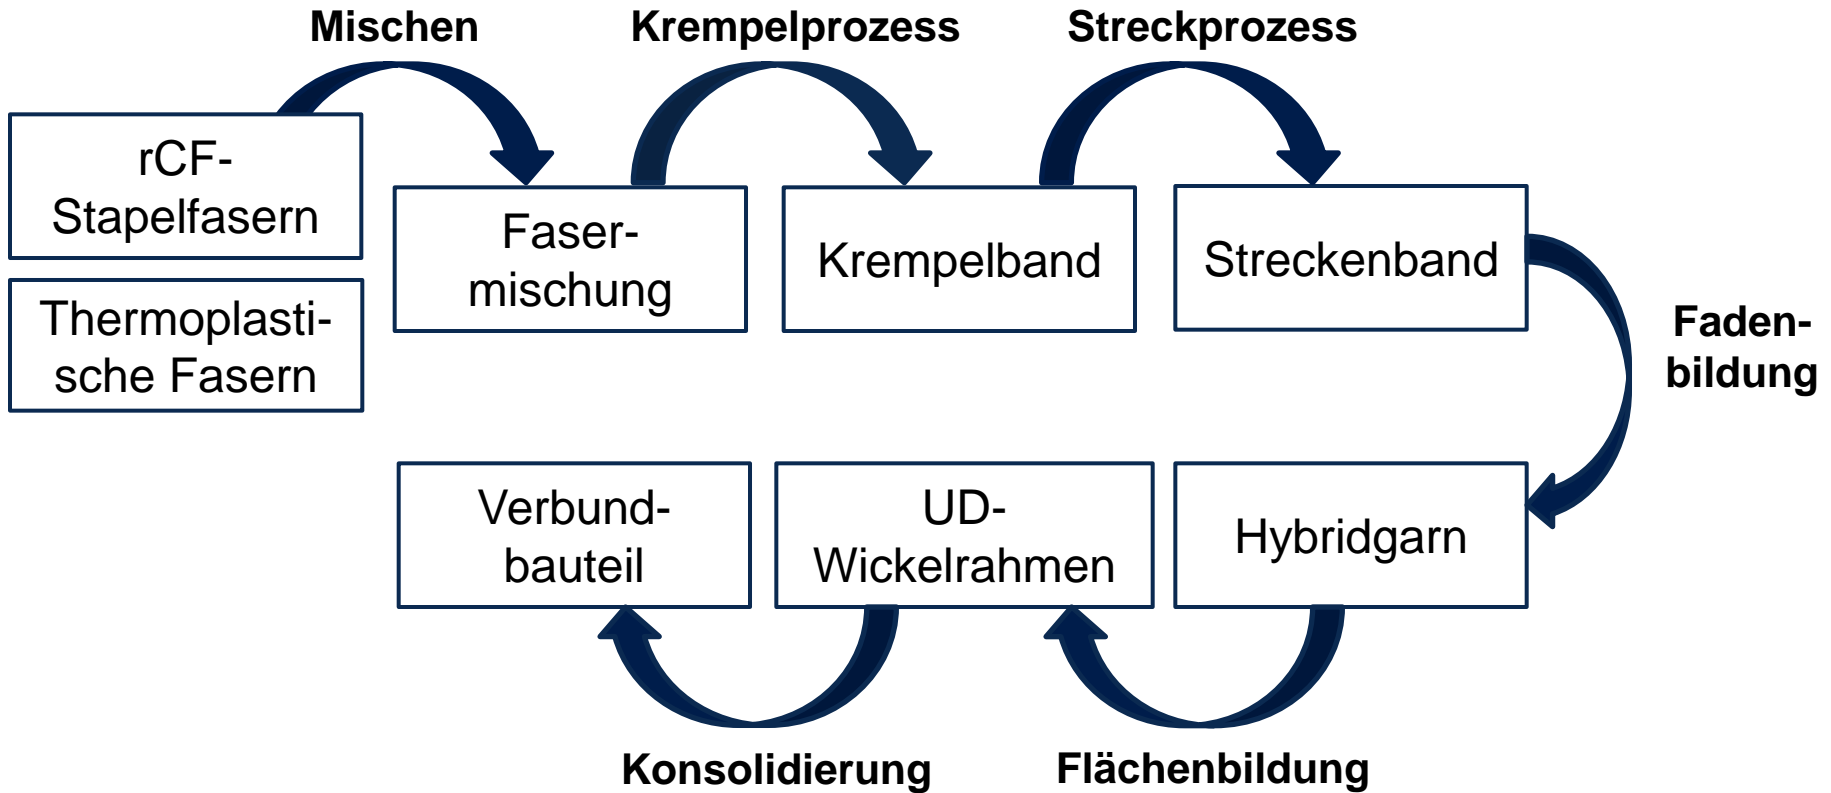 Mischen
Krempelprozess
Streckprozess
rCF-
Stapelfasern
Faser-
mischung
Krempelband
Streckenband
Thermoplasti-
sche Fasern
Faden-
bildung
Verbund-
bauteil
UD-
Wickelrahmen
Hybridgarn
Konsolidierung
Flächenbildung